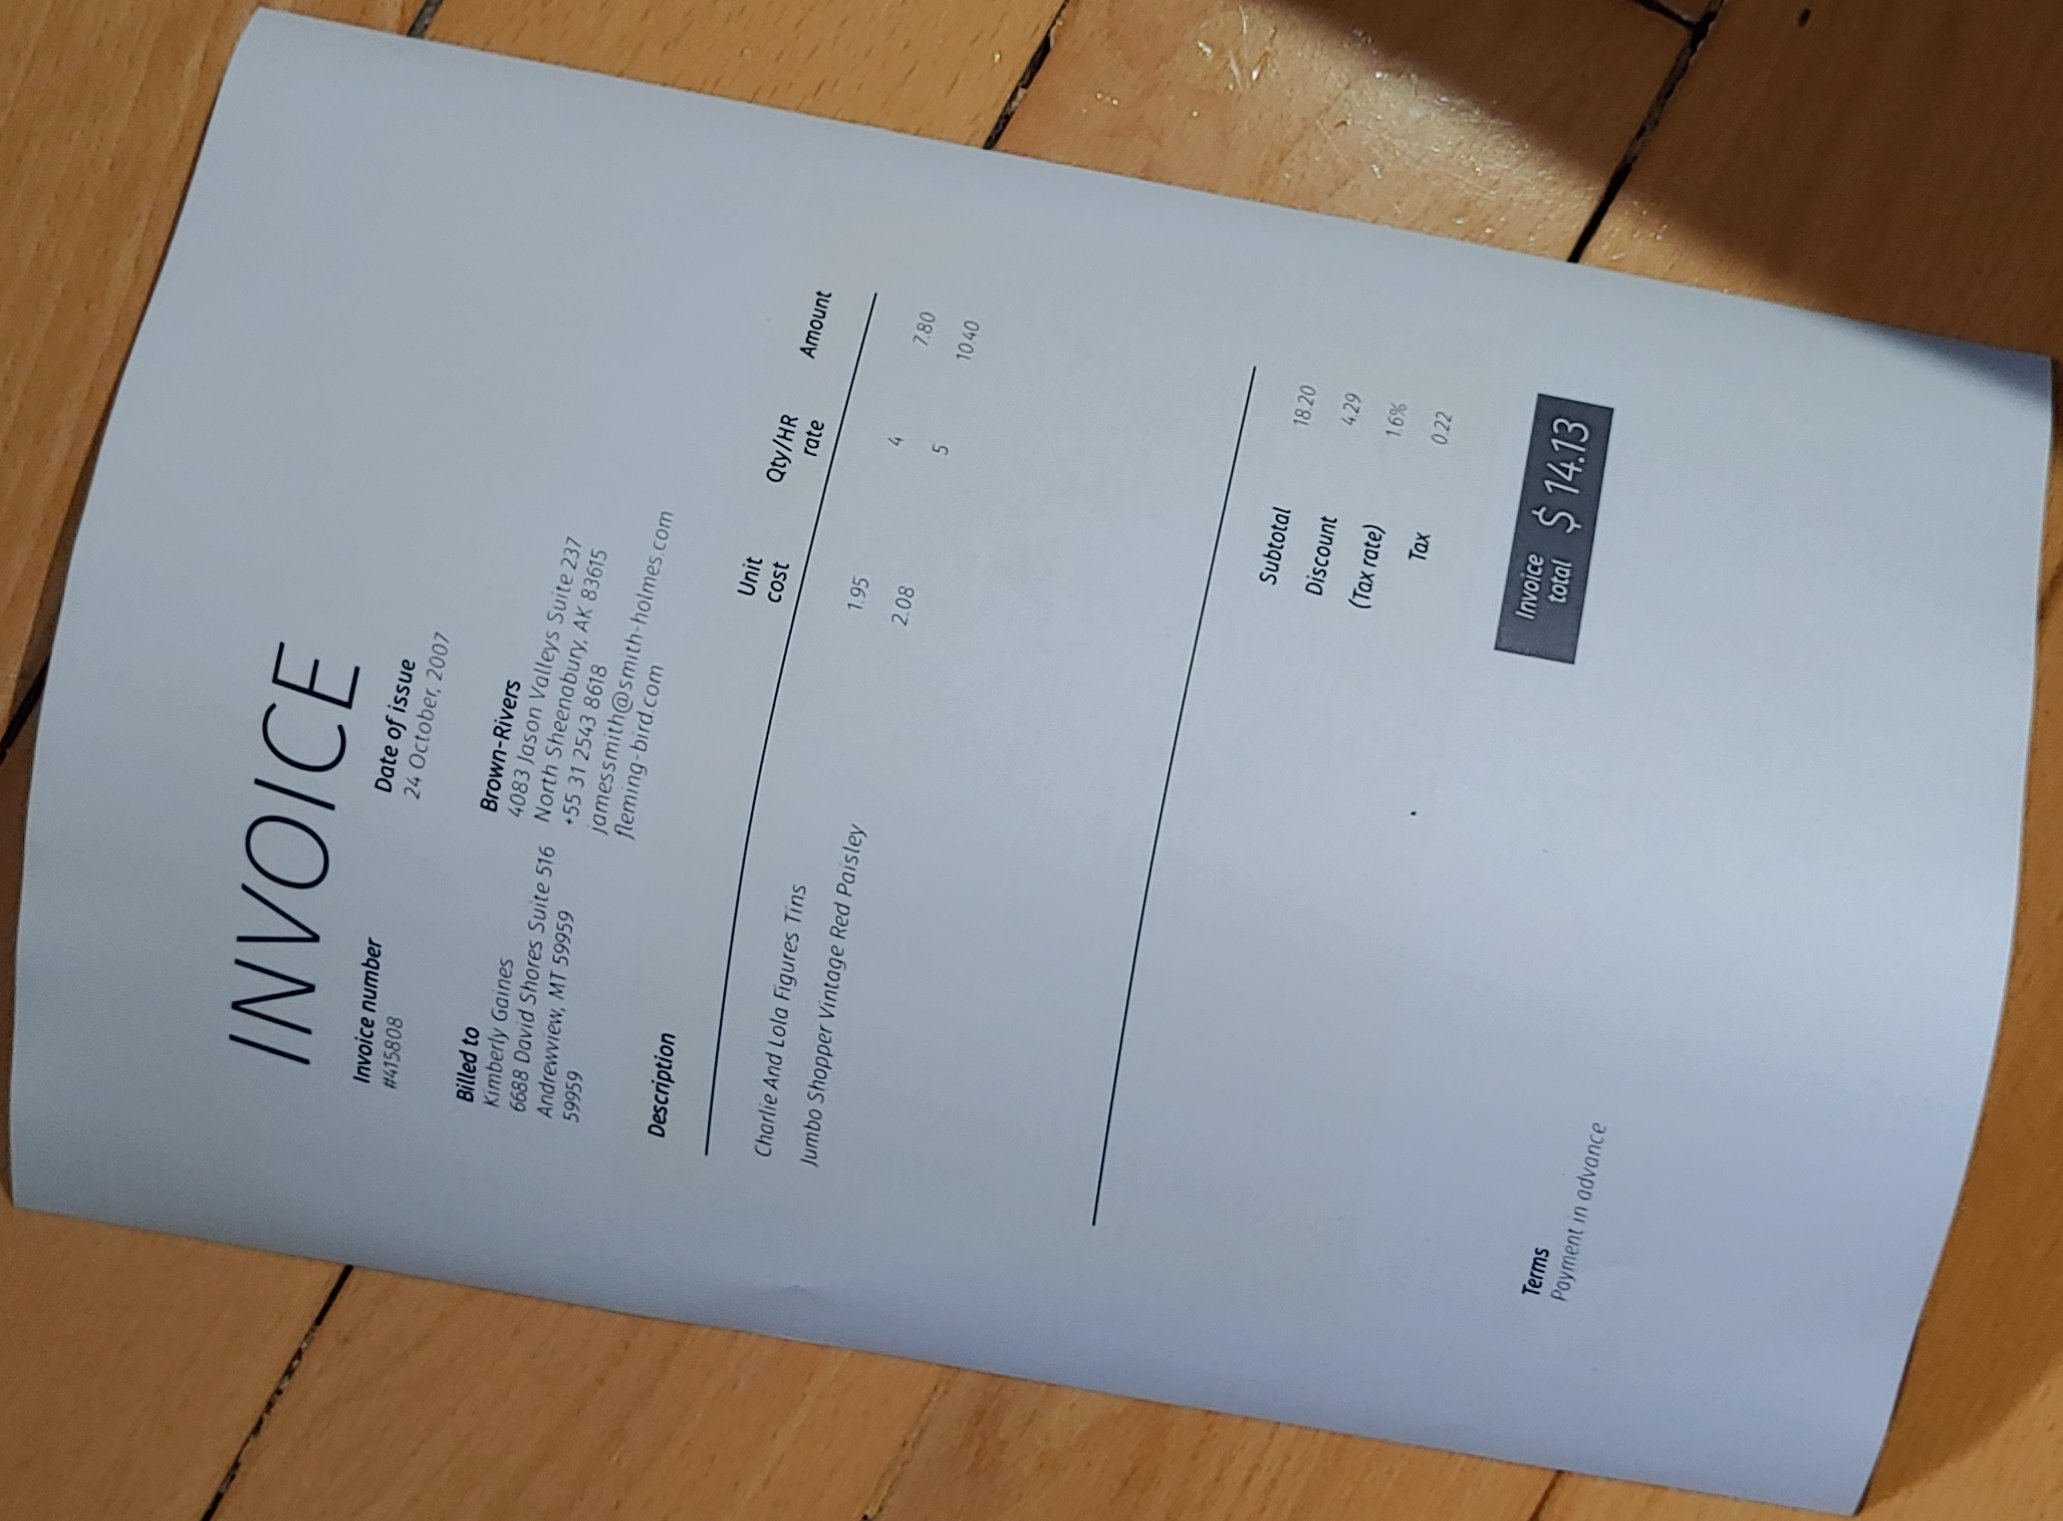 INVOICE
Invoice number
#415808
Date of issue
24 October, 2007
Billed to
Kimberly Gaines
6688 David Shores Suite 516
Andrewview, MT 59959
59959
Brown-Rivers
4083 Jason Valleys Suite 237
North Sheenabury, AK 83615
+55 31 2543 8618
jamessmith@smith-holmes.com
fleming-bird.com
Description Unit cost Qty/HR rate Amount
Charlie And Lola Figures Tins 1.95 4 7.80
Jumbo Shopper Vintage Red Paisley 2.08 5 10.40
Subtotal 18.20
Discount 4.29
(Tax rate) 1.6%
Tax 0.22
Invoice total $ 14.13
Terms
Payment in advance